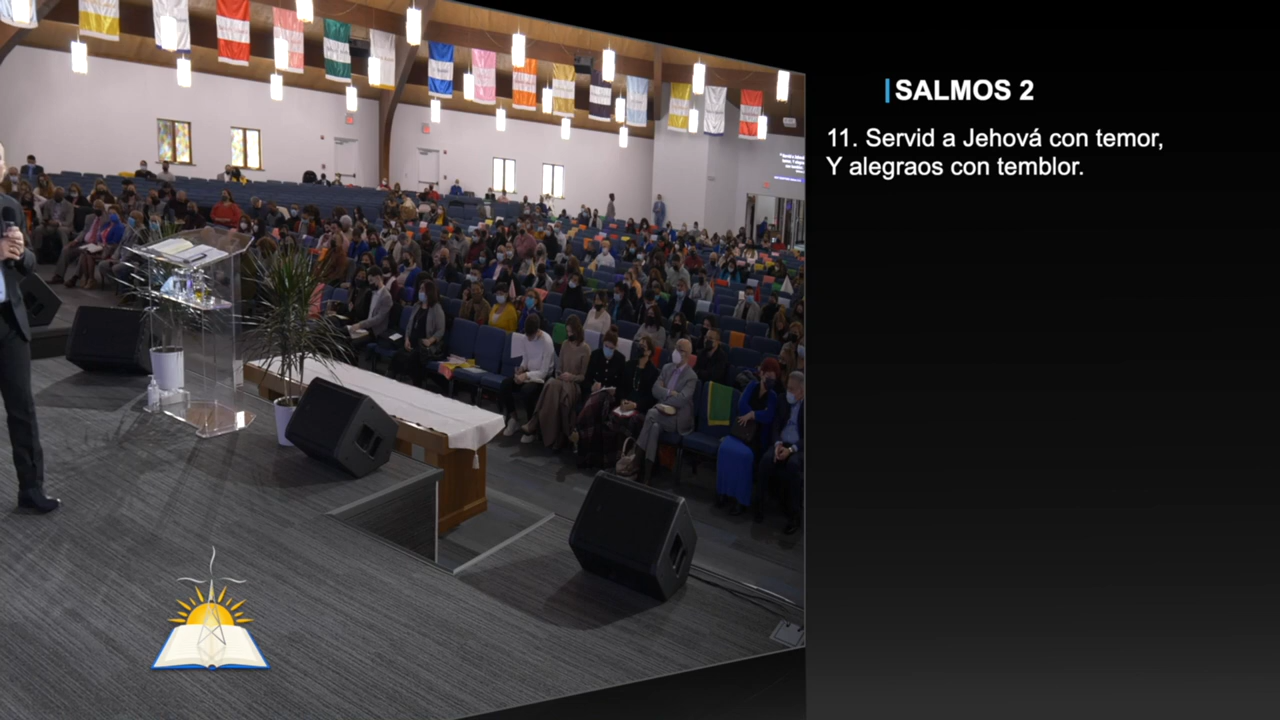 SALMOS 2
11. Servid a Jehová con temor,
Y alegraos con temblor.